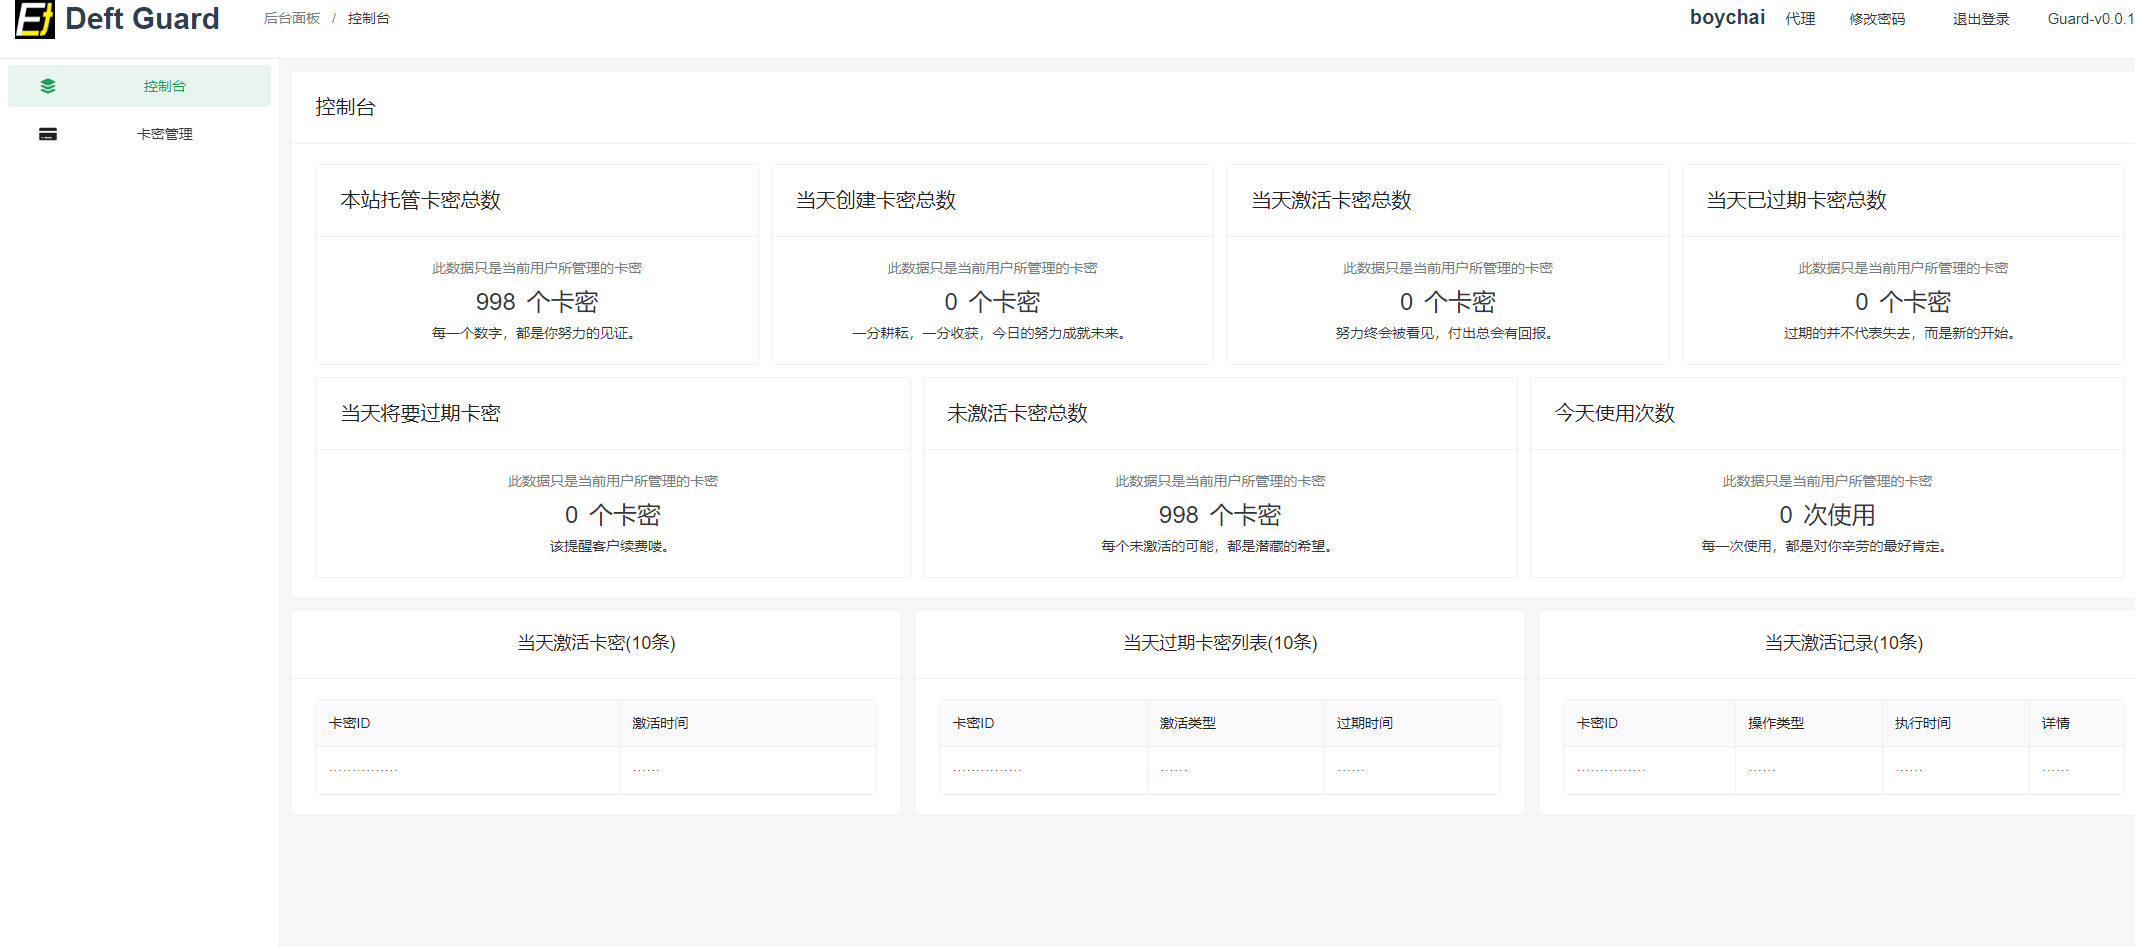 Et Deft Guard
后台面板 / 控制台
boychai 代理 修改密码 退出登录 Guard-v0.0.1
控制台
卡密管理
控制台
本站托管卡密总数
此数据只是当前用户所管理的卡密
998 个卡密
每一个数字，都是你努力的见证。
当天创建卡密总数
此数据只是当前用户所管理的卡密
0 个卡密
一分耕耘，一分收获，今日的努力成就未来。
当天激活卡密总数
此数据只是当前用户所管理的卡密
0 个卡密
努力终会被看见，付出总会有回报。
当天已过期卡密总数
此数据只是当前用户所管理的卡密
0 个卡密
过期的并不代表失去，而是新的开始。
当天将要过期卡密
此数据只是当前用户所管理的卡密
0 个卡密
该提醒客户续费喽。
未激活卡密总数
此数据只是当前用户所管理的卡密
998 个卡密
每个未激活的可能，都是潜藏的希望。
今天使用次数
此数据只是当前用户所管理的卡密
0 次使用
每一次使用，都是对你辛劳的最好肯定。
当天激活卡密(10条)
卡密ID 激活时间
............... ......
当天过期卡密列表(10条)
卡密ID 激活类型 过期时间
............... ...... ......
当天激活记录(10条)
卡密ID 操作类型 执行时间 详情
............... ...... ...... ......